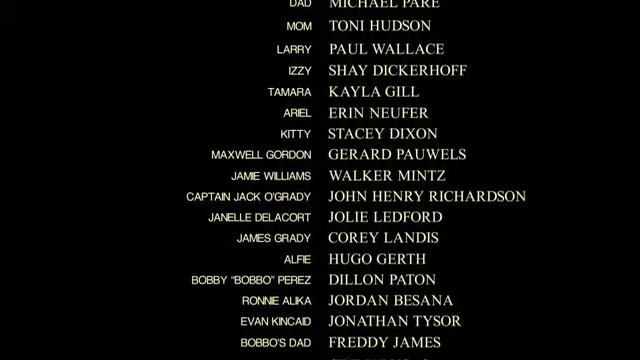 DAD MICHAEL PARE
MOM TONI HUDSON
LARRY PAUL WALLACE
IZZY SHAY DICKERHOFF
TAMARA KAYLA GILL
ARIEL ERIN NEUFER
KITTY STACEY DIXON
MAXWELL GORDON GERARD PAUWELS
JAMIE WILLIAMS WALKER MINTZ
CAPTAIN JACK O'GRADY JOHN HENRY RICHARDSON
JANELLE DELACORT JOLIE LEDFORD
JAMES GRADY COREY LANDIS
ALFIE HUGO GERTH
BOBBY “BOBBO” PEREZ DILLON PATON
RONNIE ALIKA JORDAN BESANA
EVAN KINCAID JONATHAN TYSOR
BOBBO'S DAD FREDDY JAMES